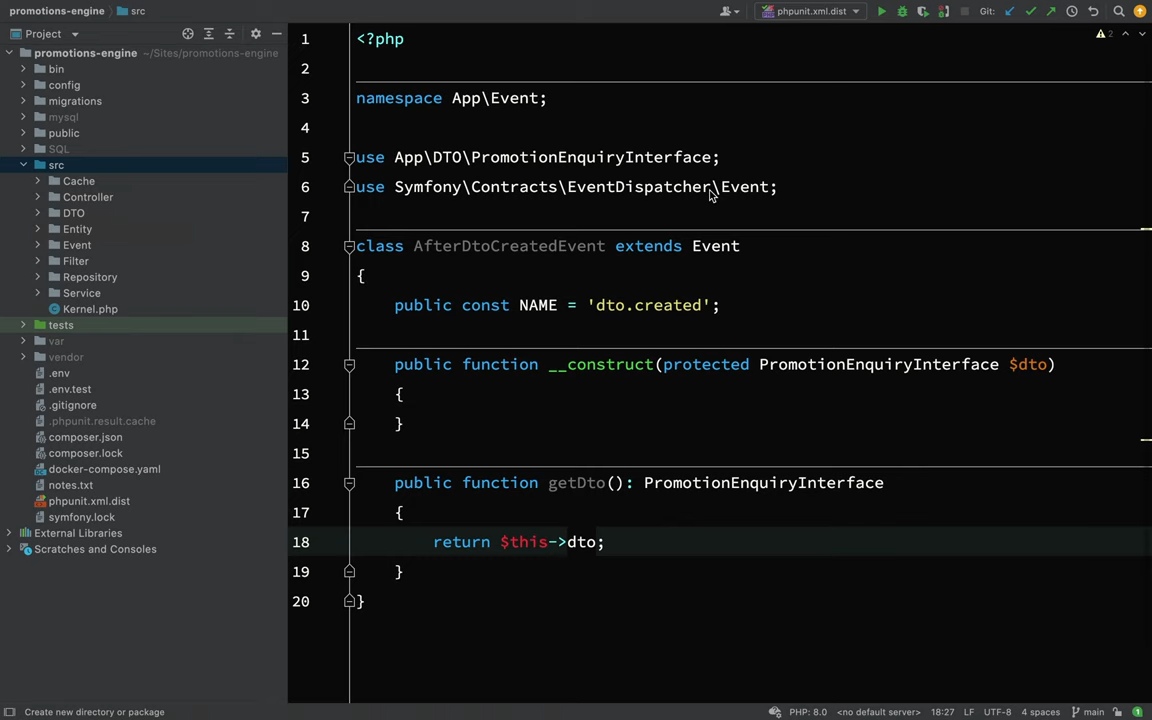 promotions-engine
src
phpunit.xml.dist
Git:
Project
promotions-engine ~/Sites/promotions-engine
bin
config
migrations
mysql
public
SQL
src
Cache
Controller
DTO
Entity
Event
Filter
Repository
Service
Kernel.php
tests
var
vendor
.env
.env.test
.gitignore
.phpunit.result.cache
composer.json
composer.lock
docker-compose.yaml
notes.txt
phpunit.xml.dist
symfony.lock
External Libraries
Scratches and Consoles
2
1 <?php
2
3 namespace App\Event;
4
5 use App\DTO\PromotionEnquiryInterface;
6 use Symfony\Contracts\EventDispatcher\Event;
7
8 class AfterDtoCreatedEvent extends Event
9 {
10 public const NAME = 'dto.created';
11
12 public function __construct(protected PromotionEnquiryInterface $dto)
13 {
14 }
15
16 public function getDto(): PromotionEnquiryInterface
17 {
18 return $this->dto;
19 }
20 }
Create new directory or package
PHP: 8.0 <no default server> 18:27 LF UTF-8 4 spaces main 1